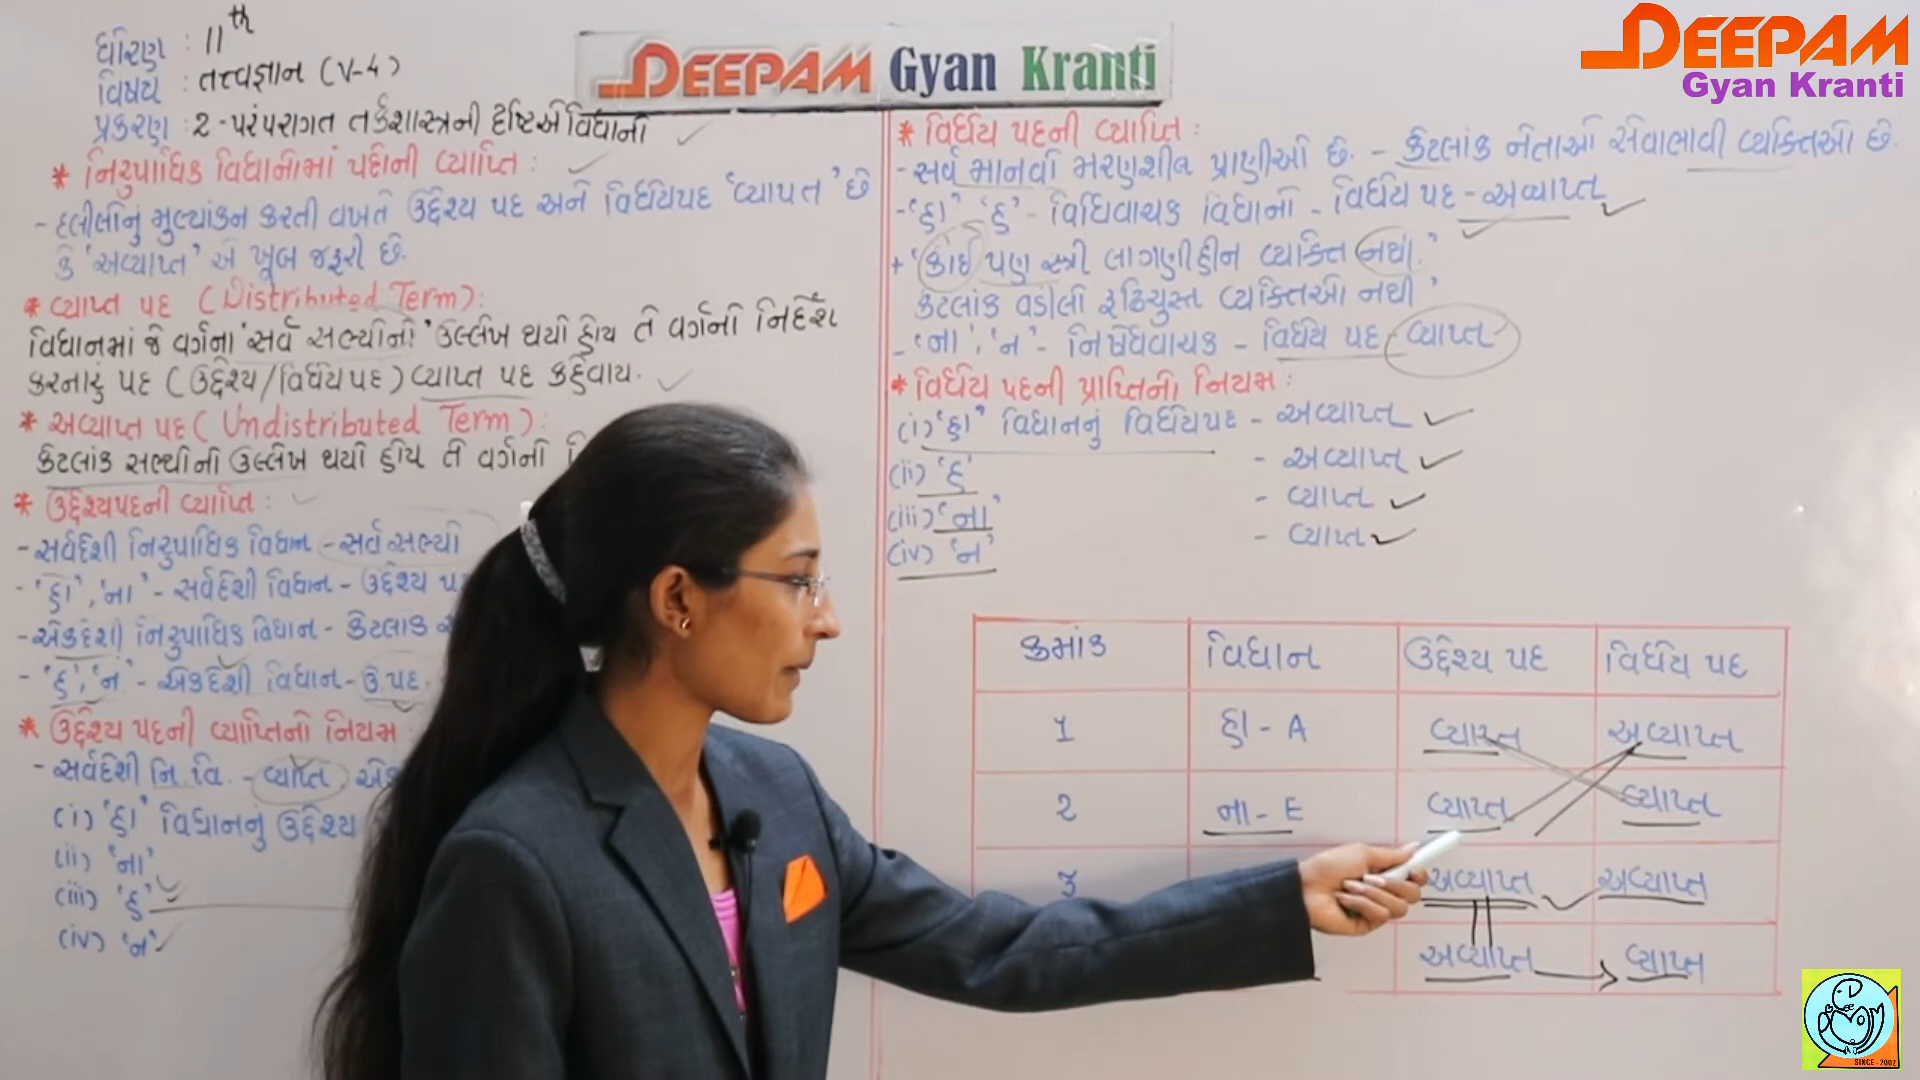 ધોરણ : 11th
વિષય : તત્ત્વજ્ઞાન (V-4)
પ્રકરણ : 2 - પરંપરાગત તર્કશાસ્ત્રની દૃષ્ટિએ વિધાનો
* નિરુપાધિક વિધાનોમાં પદોની વ્યાપ્તિ :
- દલીલોનું મુલ્યાંકન કરતી વખતે ઉદ્દેશ્ય પદ અને વિધેયપદ 'વ્યાપત' છે
કે 'અવ્યાપ્ત' એ ખૂબ જરૂરી છે.
* વ્યાપ્ત પદ (Distributed Term):
વિધાનમાં જે વર્ગના 'સર્વ સભ્યોનો' ઉલ્લેખ થયો હોય તે વર્ગનો નિર્દેશ
કરનારું પદ (ઉદ્દેશ્ય/વિધેયપદ) વ્યાપ્ત પદ કહેવાય.
* અવ્યાપ્ત પદ (Undistributed Term):
કેટલાંક સભ્યોનો ઉલ્લેખ થયો હોય તે વર્ગનો
* ઉદ્દેશ્યપદની વ્યાપ્તિ :
- સર્વદેશી નિરુપાધિક વિધાન - સર્વ સભ્યો
- 'હા', 'ના' - સર્વદેશી વિધાન - ઉદ્દેશ્ય
- એકદેશી નિરુપાધિક વિધાન - કેટલાક
- 'હ', 'ન' - એકદેશી વિધાન - ઉ.પદ
* ઉદ્દેશ્ય પદની વ્યાપ્તિનો નિયમ :
- સર્વદેશી નિ. વિ. - વ્યાપ્ત,
(i) 'હા' વિધાનનું ઉદ્દેશ્ય
(ii) 'ના'
(iii) 'હ'
(iv) 'ન'
DEEPAM Gyan Kranti
* વિધેય પદની વ્યાપ્તિ :
- સર્વ માનવો મરણશીલ પ્રાણીઓ છે. - કેટલાંક નેતાઓ સેવાભાવી વ્યક્તિઓ છે.
- 'હા' 'હ' - વિધિવાચક વિધાનો - વિધેય પદ - અવ્યાપ્ત
+ 'કોઈ પણ સ્ત્રી લાગણીહીન વ્યક્તિ નથી.'
કેટલાંક વડીલો રૂઢિચુસ્ત વ્યક્તિઓ નથી'
- 'ના', 'ન' - નિષેધવાચક - વિધેય પદ - વ્યાપ્ત
* વિધેય પદની પ્રાપ્તિનો નિયમ :
(i) 'હા' વિધાનનું વિધેયપદ - અવ્યાપ્ત
(ii) 'હ' - અવ્યાપ્ત
(iii) 'ના' - વ્યાપ્ત
(iv) 'ન' - વ્યાપ્ત
ક્રમાંક વિધાન ઉદ્દેશ્ય પદ વિધેય પદ
1 હા - A વ્યાપ્ત અવ્યાપ્ત
2 ના - E વ્યાપ્ત વ્યાપ્ત
3 અવ્યાપ્ત અવ્યાપ્ત
અવ્યાપ્ત વ્યાપ્ત
DEEPAM
Gyan Kranti
SINCE - 2002